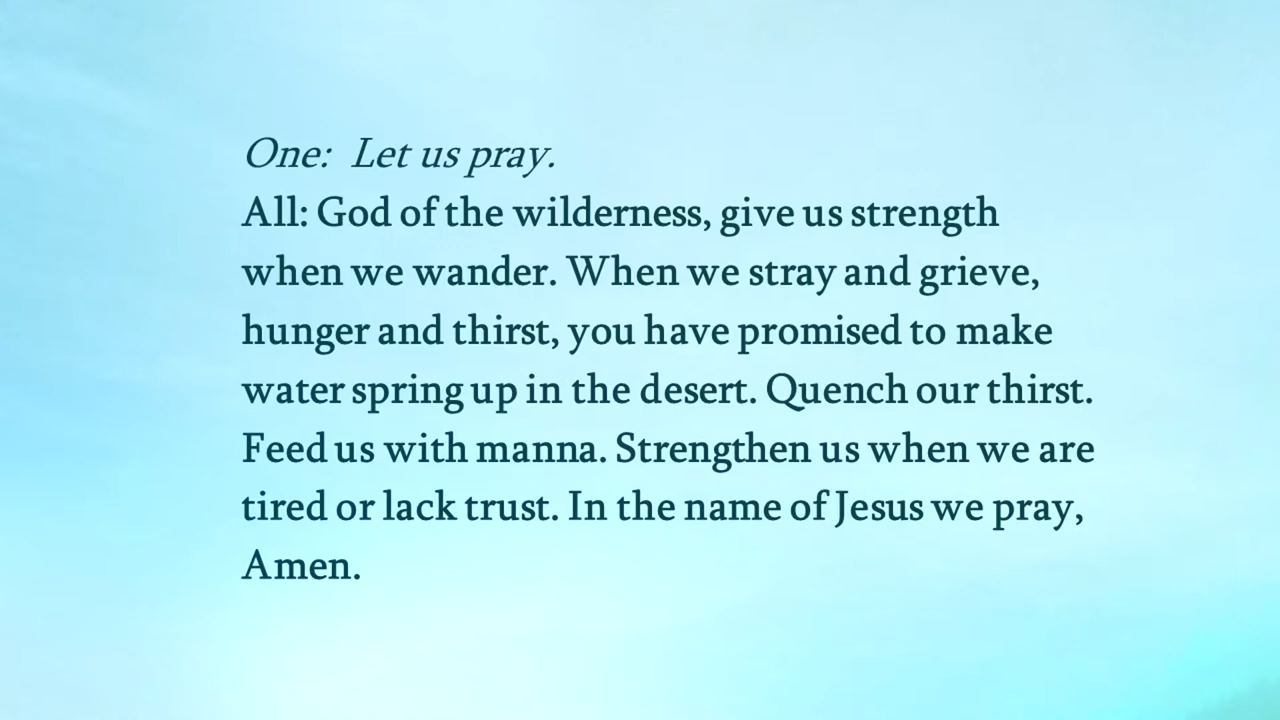 One: Let us pray.
All: God of the wilderness, give us strength
when we wander. When we stray and grieve,
hunger and thirst, you have promised to make
water spring up in the desert. Quench our thirst.
Feed us with manna. Strengthen us when we are
tired or lack trust. In the name of Jesus we pray,
Amen.